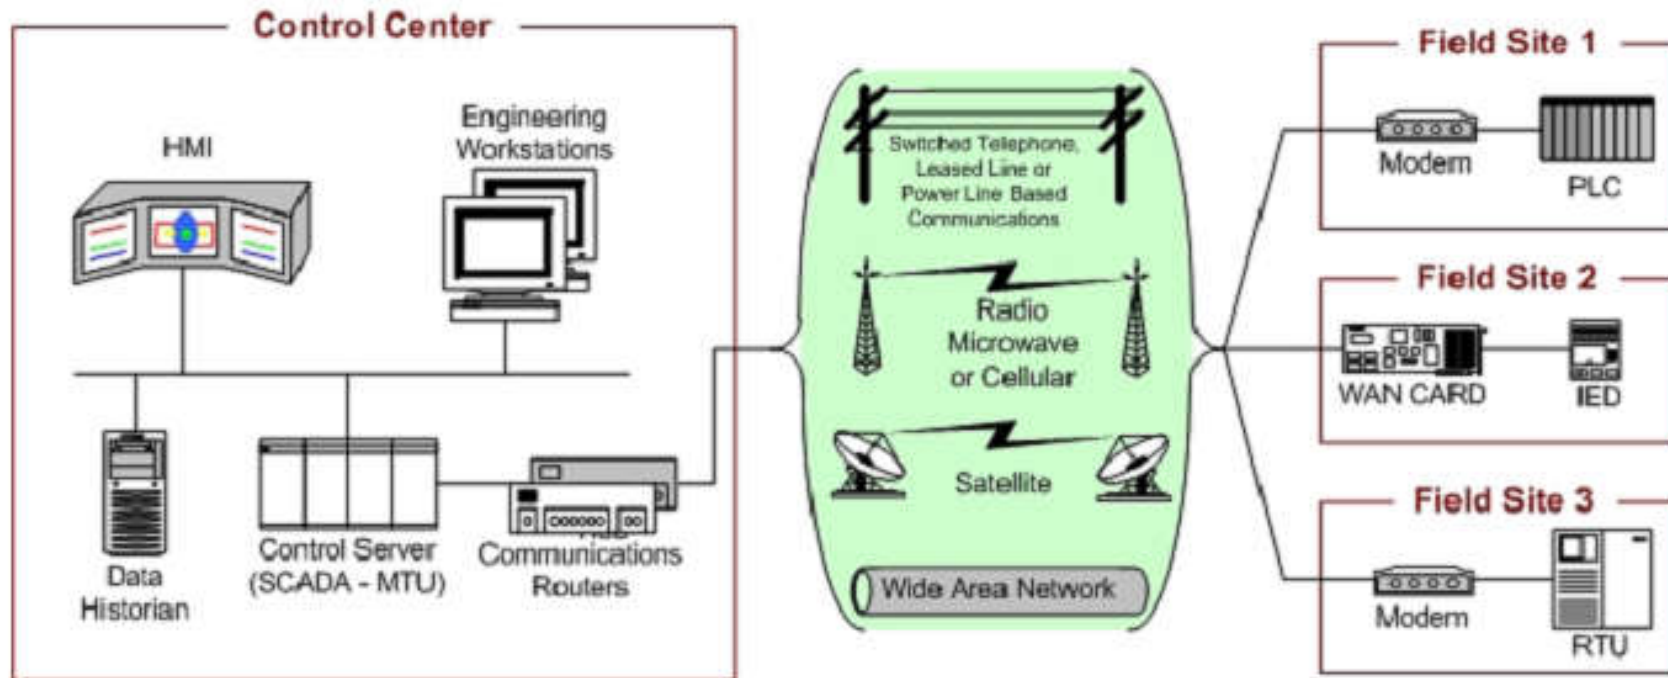 Control Center
HMI
Engineering
Workstations
Data
Historian
Control Server
(SCADA - MTU)
Communications
Routers
Switched Telephone,
Leased Line or
Power Line Based
Communications
Radio
Microwave
or Cellular
Satellite
Wide Area Network
Field Site 1
Modem
PLC
Field Site 2
WAN CARD
IED
Field Site 3
Modem
RTU